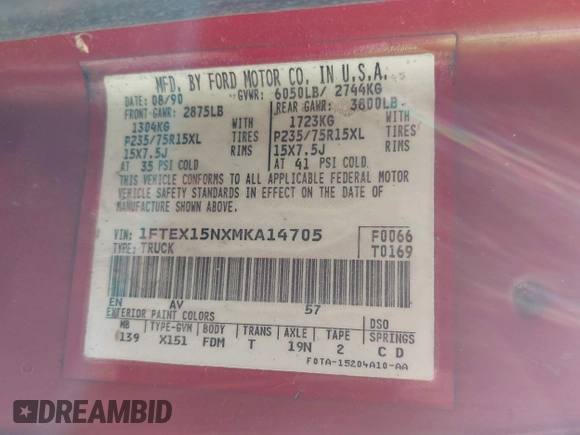 MFD. BY FORD MOTOR CO. IN U.S.A.
DATE: 08/90 GVWR: 6050LB/ 2744KG
FRONT GAWR: 2875LB REAR GAWR: 3800LB
1304KG WITH 1723KG WITH
P235/75R15XL TIRES P235/75R15XL TIRES
15X7.5J RIMS 15X7.5J RIMS
AT 35 PSI COLD AT 41 PSI COLD
THIS VEHICLE CONFORMS TO ALL APPLICABLE FEDERAL MOTOR
VEHICLE SAFETY STANDARDS IN EFFECT ON THE DATE OF
MANUFACTURE SHOWN ABOVE.
VIN: 1FTEX15NXMKA14705 F0066
TYPE: TRUCK T0169
EN AV 57
EXTERIOR PAINT COLORS DSO
WB TYPE-GVW BODY TRANS AXLE TAPE SPRINGS
139 X151 FDM T 19N 2 C D
F0TA-15204A10-AA
DREAMBID